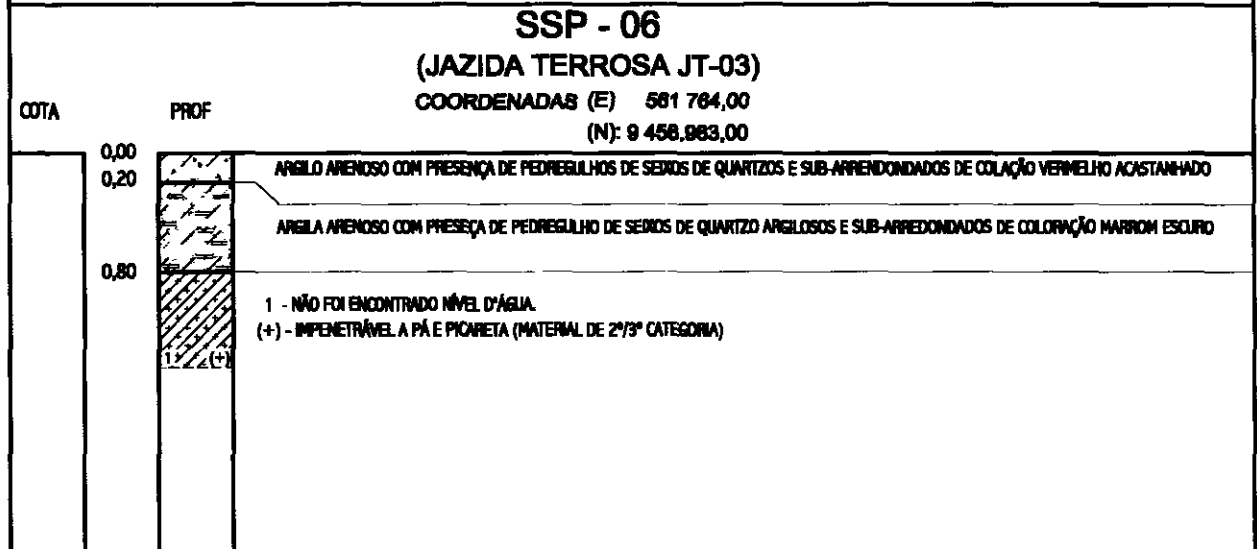 SSP - 06
(JAZIDA TERROSA JT-03)
COORDENADAS (E) 561 764,00
(N): 9 458.983,00
COTA
PROF
0,00
ARGILO ARENOSO COM PRESENÇA DE PEDREGULHOS DE SEIXOS DE QUARTZOS E SUB-ARRENDONDADOS DE COLAÇÃO VERMELHO ACASTANHADO
0,20
ARGILA ARENOSO COM PRESEÇA DE PEDREGULHO DE SEIXOS DE QUARTZO ARGILOSOS E SUB-ARREDONDADOS DE COLORAÇÃO MARROM ESCURO
0,80
1 - NÃO FOI ENCONTRADO NÍVEL D'ÁGUA.
(+) - IMPENETRÁVEL A PÁ E PICARETA (MATERIAL DE 2ª/3ª CATEGORIA)
1 (+)